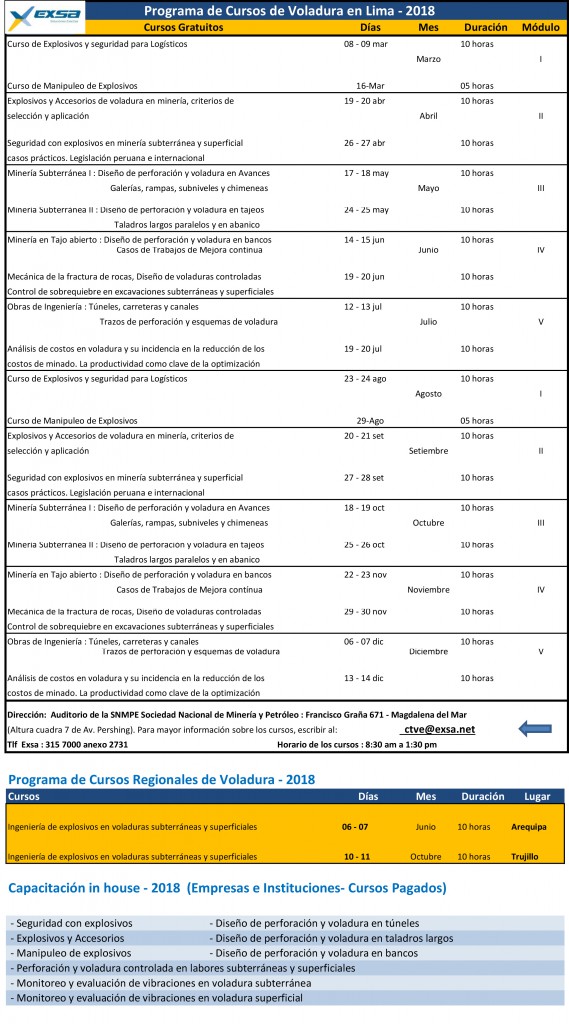 exsa
Programa de Cursos de Voladura en Lima - 2018
Cursos Gratuitos Días Mes Duración Módulo
Curso de Explosivos y seguridad para Logísticos 08 - 09 mar 10 horas
Marzo I
Curso de Manipuleo de Explosivos 16-Mar 05 horas
Explosivos y Accesorios de voladura en minería, criterios de 19 - 20 abr 10 horas
selección y aplicación Abril II
Seguridad con explosivos en minería subterránea y superficial 26 - 27 abr 10 horas
casos prácticos. Legislación peruana e internacional
Minería Subterránea I : Diseño de perforación y voladura en Avances 17 - 18 may 10 horas
Galerías, rampas, subniveles y chimeneas Mayo III
Minería Subterránea II : Diseño de perforación y voladura en tajeos 24 - 25 may 10 horas
Taladros largos paralelos y en abanico
Minería en Tajo abierto : Diseño de perforación y voladura en bancos 14 - 15 jun 10 horas
Casos de Trabajos de Mejora continua Junio IV
Mecánica de la fractura de rocas, Diseño de voladuras controladas 19 - 20 jun 10 horas
Control de sobrequiebre en excavaciones subterráneas y superficiales
Obras de Ingeniería : Túneles, carreteras y canales 12 - 13 jul 10 horas
Trazos de perforación y esquemas de voladura Julio V
Análisis de costos en voladura y su incidencia en la reducción de los 19 - 20 jul 10 horas
costos de minado. La productividad como clave de la optimización
Curso de Explosivos y seguridad para Logísticos 23 - 24 ago 10 horas
Agosto I
Curso de Manipuleo de Explosivos 29-Ago 05 horas
Explosivos y Accesorios de voladura en minería, criterios de 20 - 21 set 10 horas
selección y aplicación Setiembre II
Seguridad con explosivos en minería subterránea y superficial 27 - 28 set 10 horas
casos prácticos. Legislación peruana e internacional
Minería Subterránea I : Diseño de perforación y voladura en Avances 18 - 19 oct 10 horas
Galerías, rampas, subniveles y chimeneas Octubre III
Minería Subterránea II : Diseño de perforación y voladura en tajeos 25 - 26 oct 10 horas
Taladros largos paralelos y en abanico
Minería en Tajo abierto : Diseño de perforación y voladura en bancos 22 - 23 nov 10 horas
Casos de Trabajos de Mejora contínua Noviembre IV
Mecánica de la fractura de rocas, Diseño de voladuras controladas 29 - 30 nov 10 horas
Control de sobrequiebre en excavaciones subterráneas y superficiales
Obras de Ingeniería : Túneles, carreteras y canales 06 - 07 dic 10 horas
Trazos de perforación y esquemas de voladura Diciembre V
Análisis de costos en voladura y su incidencia en la reducción de los 13 - 14 dic 10 horas
costos de minado. La productividad como clave de la optimización
Dirección: Auditorio de la SNMPE Sociedad Nacional de Minería y Petróleo : Francisco Graña 671 - Magdalena del Mar
(Altura cuadra 7 de Av. Pershing). Para mayor información sobre los cursos, escribir al: ctve@exsa.net
Tlf Exsa : 315 7000 anexo 2731 Horario de los cursos : 8:30 am a 1:30 pm
Programa de Cursos Regionales de Voladura - 2018
Cursos Días Mes Duración Lugar
Ingeniería de explosivos en voladuras subterráneas y superficiales 06 - 07 Junio 10 horas Arequipa
Ingeniería de explosivos en voladuras subterráneas y superficiales 10 - 11 Octubre 10 horas Trujillo
Capacitación in house - 2018 (Empresas e Instituciones- Cursos Pagados)
- Seguridad con explosivos - Diseño de perforación y voladura en túneles
- Explosivos y Accesorios - Diseño de perforación y voladura en taladros largos
- Manipuleo de explosivos - Diseño de perforación y voladura en bancos
- Perforación y voladura controlada en labores subterráneas y superficiales
- Monitoreo y evaluación de vibraciones en voladura subterránea
- Monitoreo y evaluación de vibraciones en voladura superficial